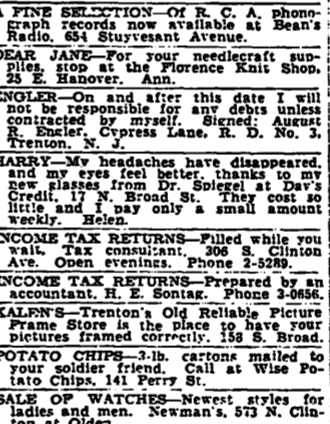 A FINE SELECTION—Of R. C. A. phono-
graph records now available at Bean's
Radio. 654 Stuyvesant Avenue.
DEAR JANE—For your needlecraft sup-
plies, stop at the Florence Knit Shop,
25 E. Hanover. Ann.
ENGLER—On and after this date I will
not be responsible for any debts unless
contracted by myself. Signed: August
R. Engler, Cypress Lane, R. D. No. 3,
Trenton, N. J.
HARRY—My headaches have disappeared,
and my eyes feel better, thanks to my
new glasses from Dr. Spiegel at Day's
Credit, 17 N. Broad St. They cost so
little and I pay only a small amount
weekly. Helen.
INCOME TAX RETURNS—Filled while you
wait. Tax consultant. 306 S. Clinton
Ave. Open evenings. Phone 2-5289.
INCOME TAX RETURNS—Prepared by an
accountant. H. E. Sontag. Phone 3-0656.
KALEN'S—Trenton's Old Reliable Picture
Frame Store is the place to have your
pictures framed correctly. 158 S. Broad.
POTATO CHIPS—3-lb. cartons mailed to
your soldier friend. Call at Wise Po-
tato Chips, 141 Perry St.
SALE OF WATCHES—Newest styles for
ladies and men. Newman's, 573 N. Clin-
ton at Olden